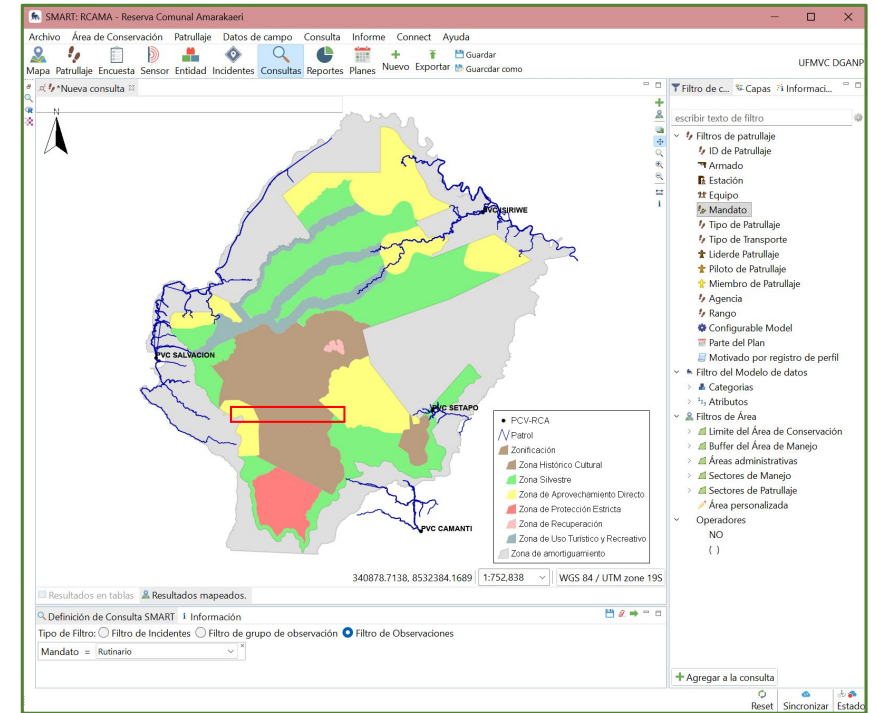 SMART: RCAMA - Reserva Comunal Amarakaeri
Archivo Área de Conservación Patrullaje Datos de campo Consulta Informe Connect Ayuda
Mapa Patrullaje Encuesta Sensor Entidad Incidentes Consultas Reportes Planes Nuevo Exportar Guardar
Guardar como
UFMVC DGANP
*Nueva consulta
N
PVC ISIRIWE
PVC SALVACION
PVC SETAPO
PVC CAMANTI
PCV-RCA
Patrol
Zonificación
Zona Histórico Cultural
Zona Silvestre
Zona de Aprovechamiento Directo
Zona de Protección Estricta
Zona de Recuperación
Zona de Uso Turístico y Recreativo
Zona de amortiguamiento
340878.7138, 8532384.1689 1:752,838 WGS 84 / UTM zone 19S
Resultados en tablas Resultados mapeados.
Definición de Consulta SMART Información
Tipo de Filtro: Filtro de Incidentes Filtro de grupo de observación Filtro de Observaciones
Mandato = Rutinario
Filtro de c... Capas Informaci...
escribir texto de filtro
Filtros de patrullaje
ID de Patrullaje
Armado
Estación
Equipo
Mandato
Tipo de Patrullaje
Tipo de Transporte
Liderde Patrullaje
Piloto de Patrullaje
Miembro de Patrullaje
Agencia
Rango
Configurable Model
Parte del Plan
Motivado por registro de perfil
Filtro del Modelo de datos
Categorias
Atributos
Filtros de Área
Limite del Área de Conservación
Buffer del Área de Manejo
Áreas administrativas
Sectores de Manejo
Sectores de Patrullaje
Área personalizada
Operadores
NO
( )
Agregar a la consulta
Reset Sincronizar Estado